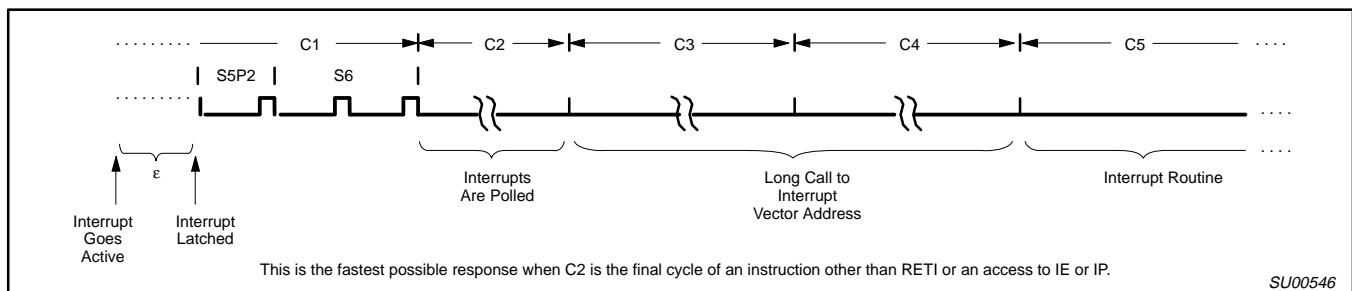 C1 C2 C3 C4 C5
S5P2 S6
ε
Interrupts
Are Polled
Long Call to
Interrupt
Vector Address
Interrupt Routine
Interrupt
Goes
Active
Interrupt
Latched
This is the fastest possible response when C2 is the final cycle of an instruction other than RETI or an access to IE or IP.
SU00546